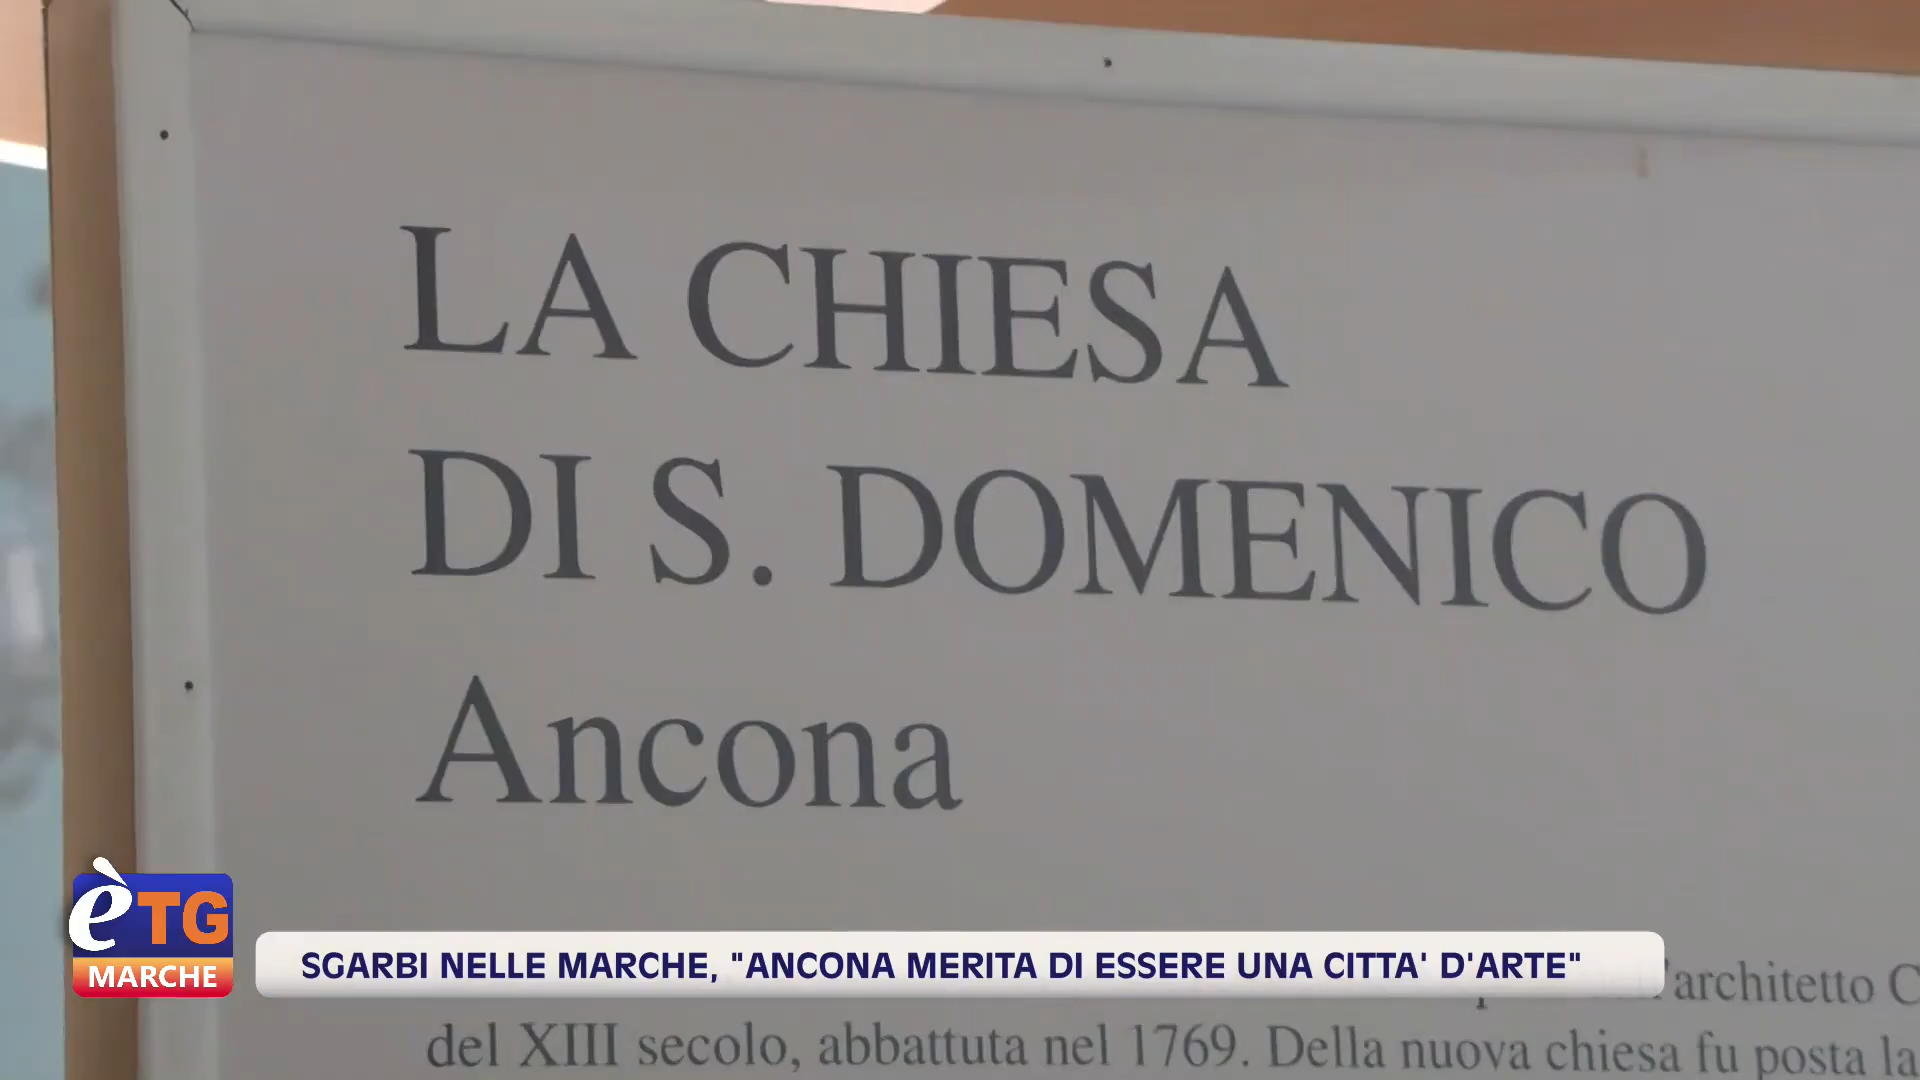 LA CHIESA
DI S. DOMENICO
Ancona
èTG
MARCHE
SGARBI NELLE MARCHE, "ANCONA MERITA DI ESSERE UNA CITTA' D'ARTE"
'architetto C
del XIII secolo, abbattuta nel 1769. Della nuova chiesa fu posta la